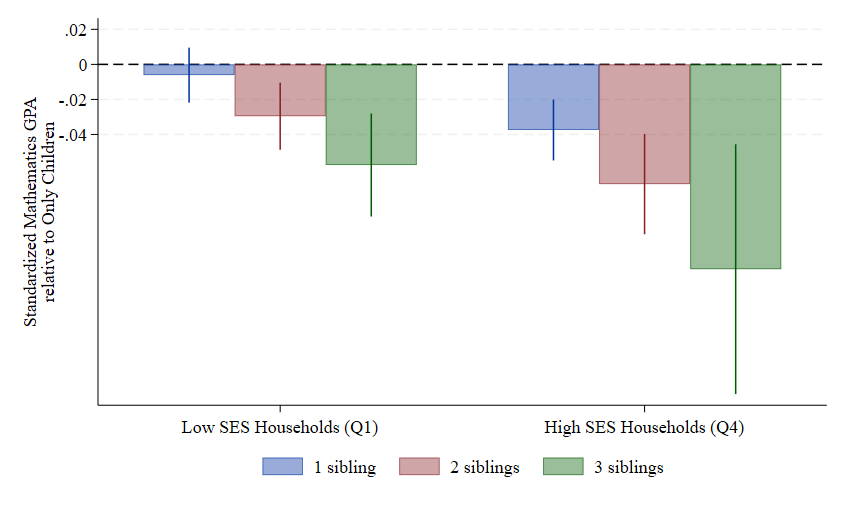 .02
0
-.02
-.04
Standardized Mathematics GPA
relative to Only Children
Low SES Households (Q1)
High SES Households (Q4)
1 sibling
2 siblings
3 siblings